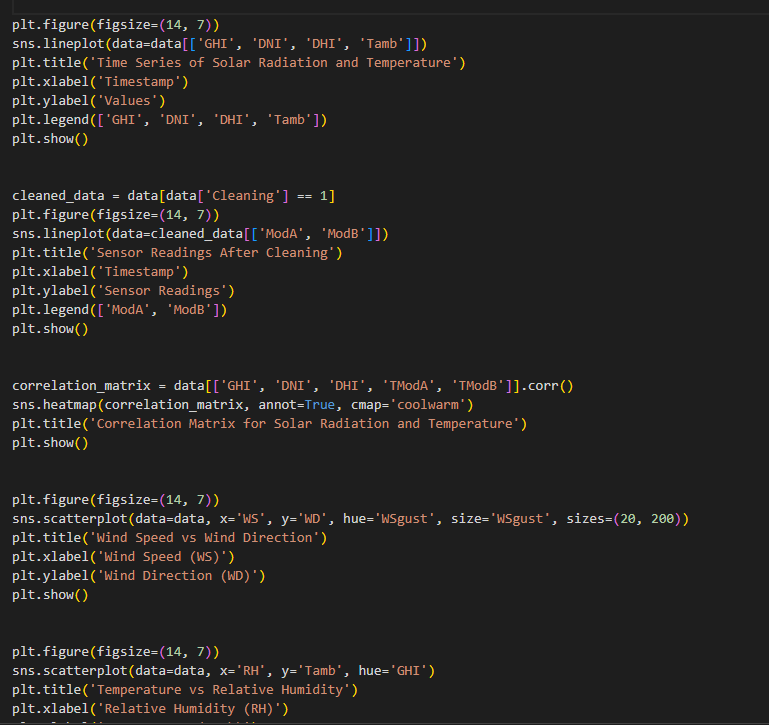 plt.figure(figsize=(14, 7))
sns.lineplot(data=data[['GHI', 'DNI', 'DHI', 'Tamb']])
plt.title('Time Series of Solar Radiation and Temperature')
plt.xlabel('Timestamp')
plt.ylabel('Values')
plt.legend(['GHI', 'DNI', 'DHI', 'Tamb'])
plt.show()
cleaned_data = data[data['Cleaning'] == 1]
plt.figure(figsize=(14, 7))
sns.lineplot(data=cleaned_data[['ModA', 'ModB']])
plt.title('Sensor Readings After Cleaning')
plt.xlabel('Timestamp')
plt.ylabel('Sensor Readings')
plt.legend(['ModA', 'ModB'])
plt.show()
correlation_matrix = data[['GHI', 'DNI', 'DHI', 'TModA', 'TModB']].corr()
sns.heatmap(correlation_matrix, annot=True, cmap='coolwarm')
plt.title('Correlation Matrix for Solar Radiation and Temperature')
plt.show()
plt.figure(figsize=(14, 7))
sns.scatterplot(data=data, x='WS', y='WD', hue='WSgust', size='WSgust', sizes=(20, 200))
plt.title('Wind Speed vs Wind Direction')
plt.xlabel('Wind Speed (WS)')
plt.ylabel('Wind Direction (WD)')
plt.show()
plt.figure(figsize=(14, 7))
sns.scatterplot(data=data, x='RH', y='Tamb', hue='GHI')
plt.title('Temperature vs Relative Humidity')
plt.xlabel('Relative Humidity (RH)')